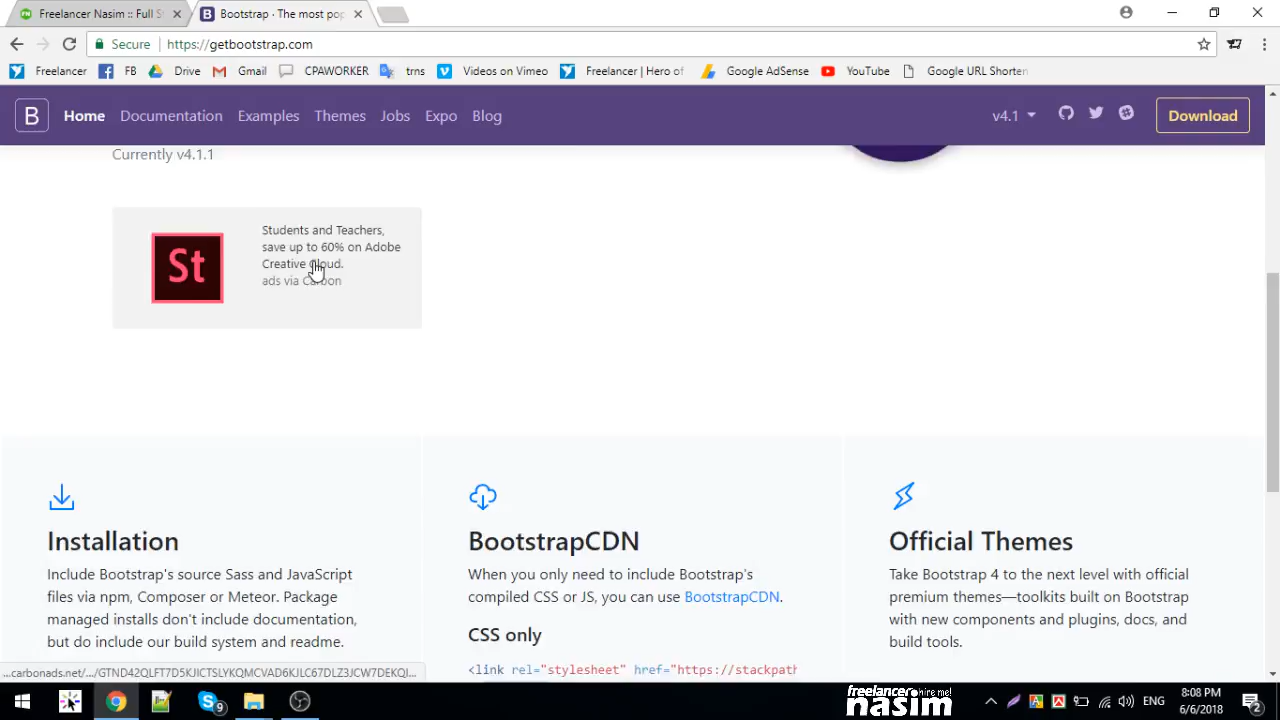 Freelancer Nasim :: Full S
Bootstrap · The most pop
Secure
https://getbootstrap.com
Freelancer
FB
Drive
Gmail
CPAWORKER
trns
Videos on Vimeo
Freelancer | Hero of
Google AdSense
YouTube
Google URL Shorten
B
Home
Documentation
Examples
Themes
Jobs
Expo
Blog
v4.1
Download
Currently v4.1.1
St
Students and Teachers,
save up to 60% on Adobe
Creative Cloud.
ads via Carbon
Installation
Include Bootstrap's source Sass and JavaScript
files via npm, Composer or Meteor. Package
managed installs don't include documentation,
but do include our build system and readme.
BootstrapCDN
When you only need to include Bootstrap's
compiled CSS or JS, you can use BootstrapCDN.
CSS only
<link rel="stylesheet" href="https://stackpath
Official Themes
Take Bootstrap 4 to the next level with official
premium themes—toolkits built on Bootstrap
with new components and plugins, docs, and
build tools.
freelancer hire me!
nasim
ENG
8:08 PM
6/6/2018